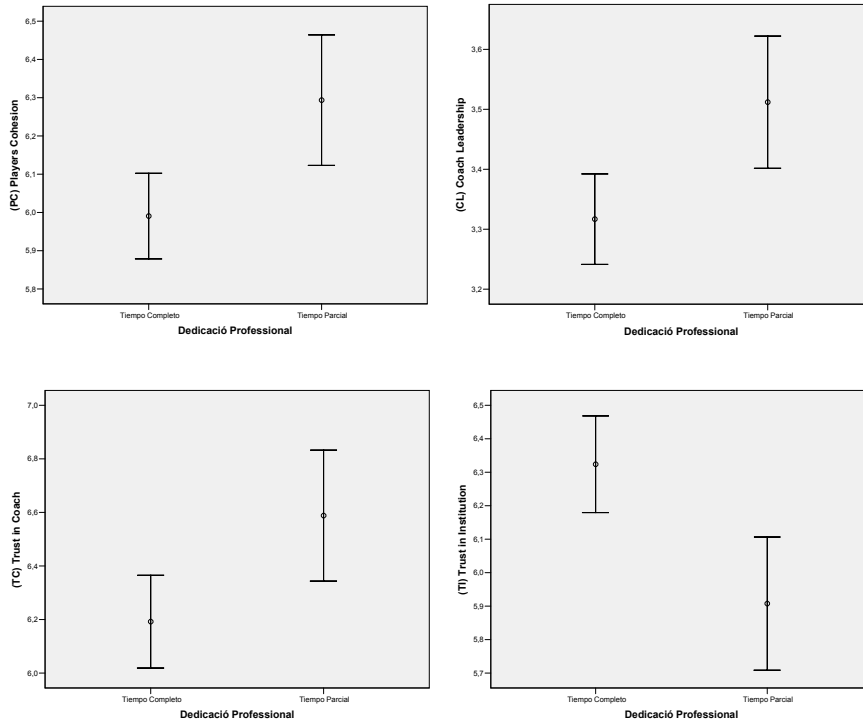 (PC) Players Cohesion
6,5
6,4
6,3
6,2
6,1
6,0
5,9
5,8
Tiempo Completo
Tiempo Parcial
Dedicació Professional
(CL) Coach Leadership
3,6
3,5
3,4
3,3
3,2
Tiempo Completo
Tiempo Parcial
Dedicació Professional
(TC) Trust in Coach
7,0
6,8
6,6
6,4
6,2
6,0
Tiempo Completo
Tiempo Parcial
Dedicació Professional
(TI) Trust in Institution
6,5
6,4
6,3
6,2
6,1
6,0
5,9
5,8
5,7
Tiempo Completo
Tiempo Parcial
Dedicació Professional